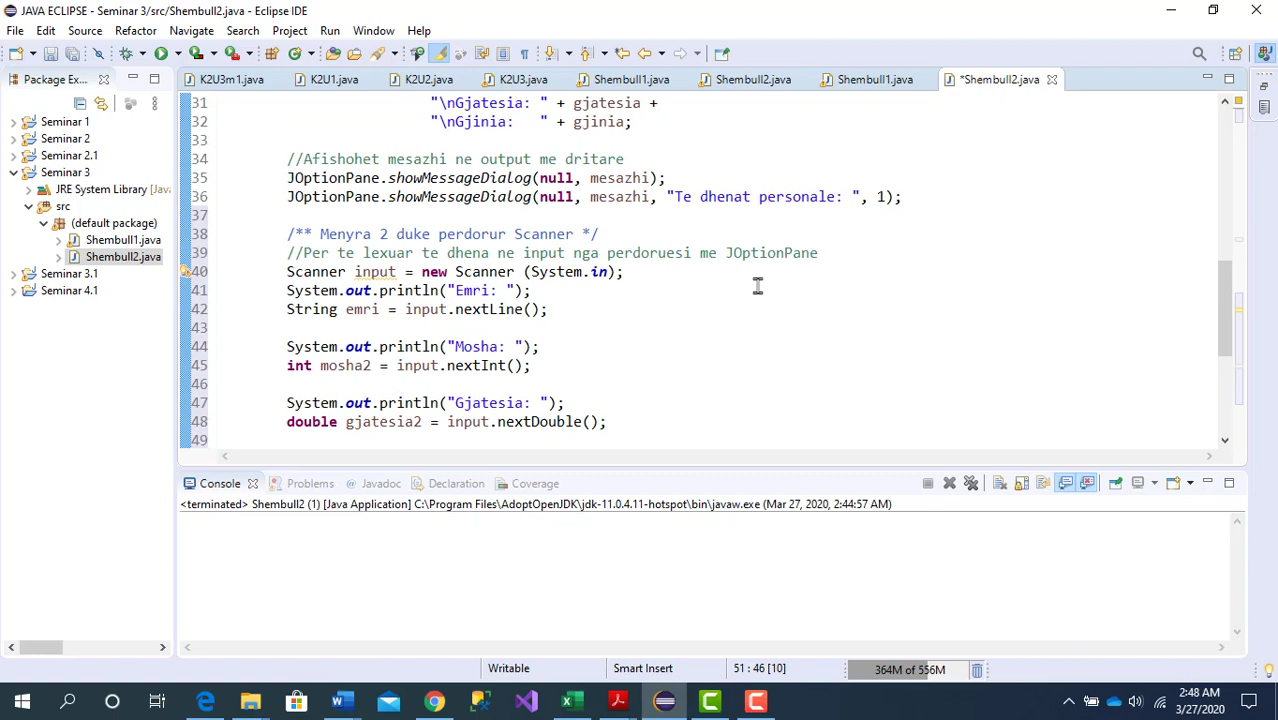 JAVA ECLIPSE - Seminar 3/src/Shembull2.java - Eclipse IDE
File Edit Source Refactor Navigate Search Project Run Window Help
Package Ex...
K2U3m1.java K2U1.java K2U2.java K2U3.java Shembull1.java Shembull2.java Shembull1.java *Shembull2.java
Seminar 1
Seminar 2
Seminar 2.1
Seminar 3
JRE System Library [Java
src
(default package)
Shembull1.java
Shembull2.java
Seminar 3.1
Seminar 4.1
31 "\nGjatesia: " + gjatesia +
32 "\nGjinia:   " + gjinia;
33
34 //Afishohet mesazhi ne output me dritare
35 JOptionPane.showMessageDialog(null, mesazhi);
36 JOptionPane.showMessageDialog(null, mesazhi, "Te dhenat personale: ", 1);
37
38 /** Menyra 2 duke perdorur Scanner */
39 //Per te lexuar te dhena ne input nga perdoruesi me JOptionPane
40 Scanner input = new Scanner (System.in);
41 System.out.println("Emri: ");
42 String emri = input.nextLine();
43
44 System.out.println("Mosha: ");
45 int mosha2 = input.nextInt();
46
47 System.out.println("Gjatesia: ");
48 double gjatesia2 = input.nextDouble();
49
Console Problems Javadoc Declaration Coverage
<terminated> Shembull2 (1) [Java Application] C:\Program Files\AdoptOpenJDK\jdk-11.0.4.11-hotspot\bin\javaw.exe (Mar 27, 2020, 2:44:57 AM)
Writable Smart Insert 51 : 46 [10] 364M of 556M
2:48 AM
3/27/2020